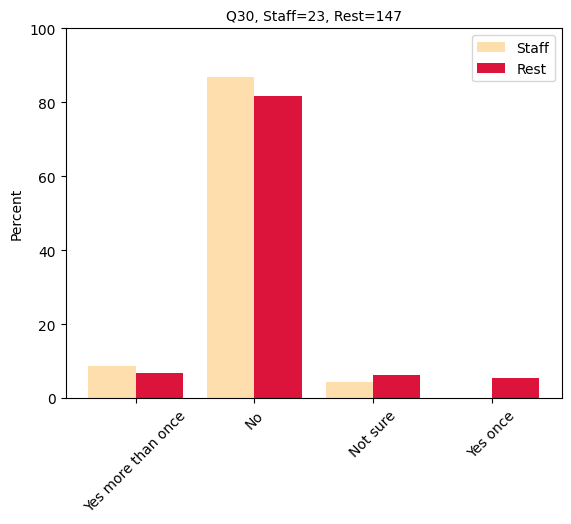 Q30, Staff=23, Rest=147
100
80
60
40
20
0
Percent
Staff
Rest
Yes more than once
No
Not sure
Yes once